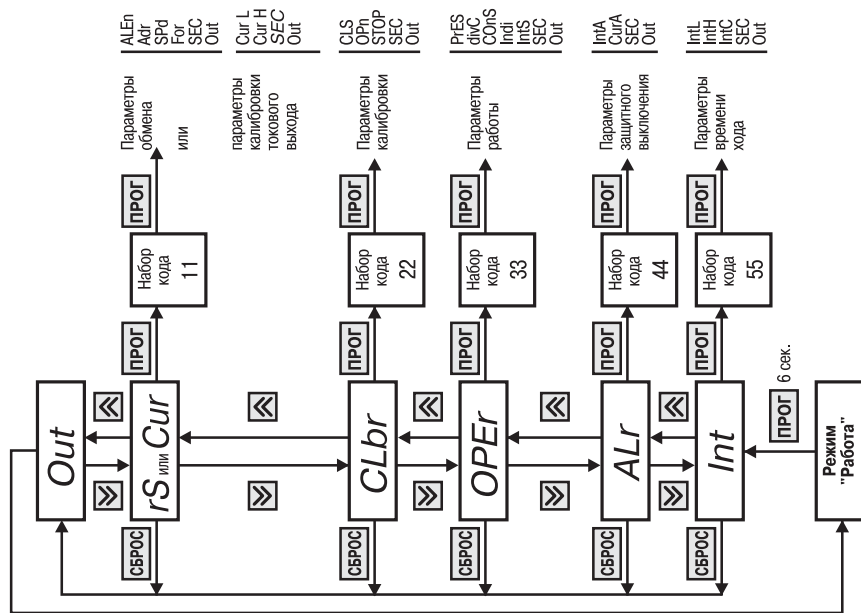 Out
rS или Cur
ПРОГ
Набор
кода
11
ПРОГ
Параметры
обмена
или
ALEn
Adr
SPd
For
SEC
Out
СБРОС
параметры
калибровки
токового
выхода
Cur L
Cur H
SEC
Out
CLbr
ПРОГ
Набор
кода
22
ПРОГ
Параметры
калибровки
CLS
OPn
STOP
SEC
Out
СБРОС
OPEr
ПРОГ
Набор
кода
33
ПРОГ
Параметры
работы
PrES
divC
COnS
Indi
IntS
SEC
Out
СБРОС
ALr
ПРОГ
Набор
кода
44
ПРОГ
Параметры
защитного
выключения
IntA
CurA
SEC
Out
СБРОС
Int
ПРОГ
Набор
кода
55
ПРОГ
Параметры
времени
хода
IntL
IntH
IntC
SEC
Out
СБРОС
ПРОГ 6 сек.
Режим
"Работа"